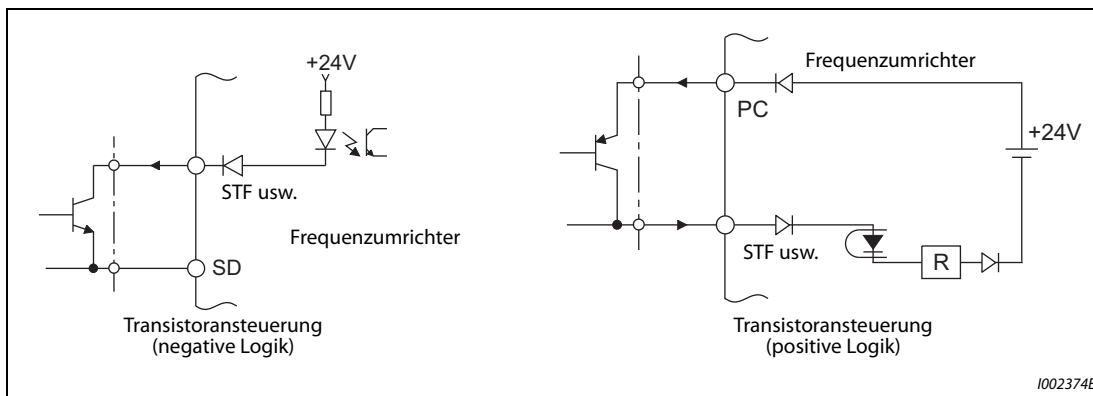 +24V
STF usw.
Frequenzumrichter
SD
Transistoransteuerung
(negative Logik)
Frequenzumrichter
PC
+24V
STF usw.
R
Transistoransteuerung
(positive Logik)
I002374E